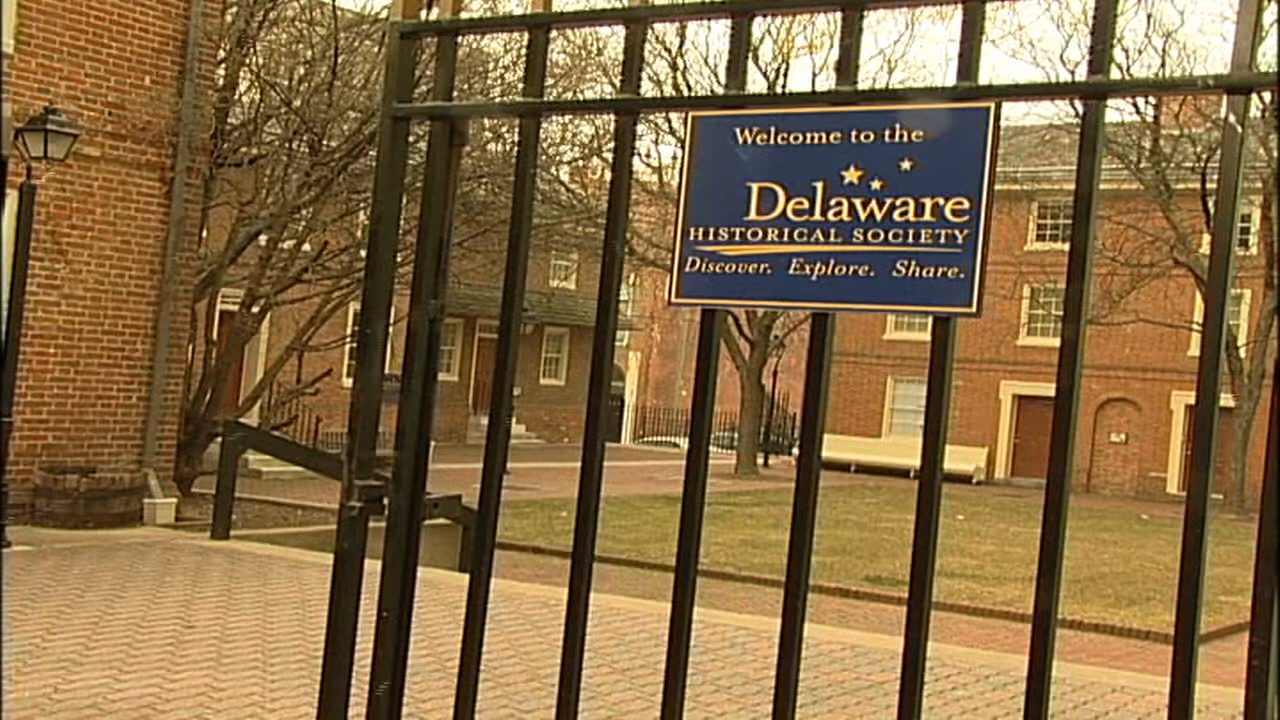 Welcome to the
Delaware
HISTORICAL SOCIETY
Discover. Explore. Share.